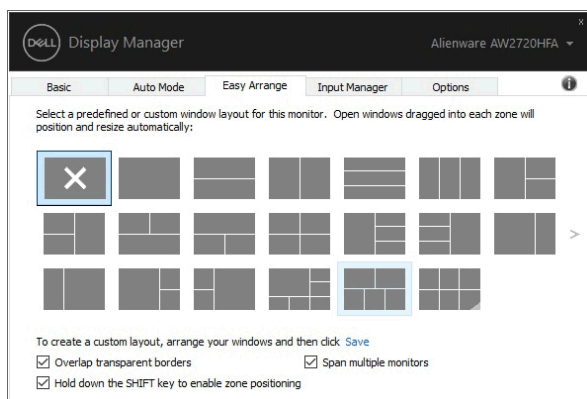 DELL Display Manager
Alienware AW2720HFA
Basic Auto Mode Easy Arrange Input Manager Options
Select a predefined or custom window layout for this monitor. Open windows dragged into each zone will
position and resize automatically:
To create a custom layout, arrange your windows and then click Save
Overlap transparent borders
Span multiple monitors
Hold down the SHIFT key to enable zone positioning